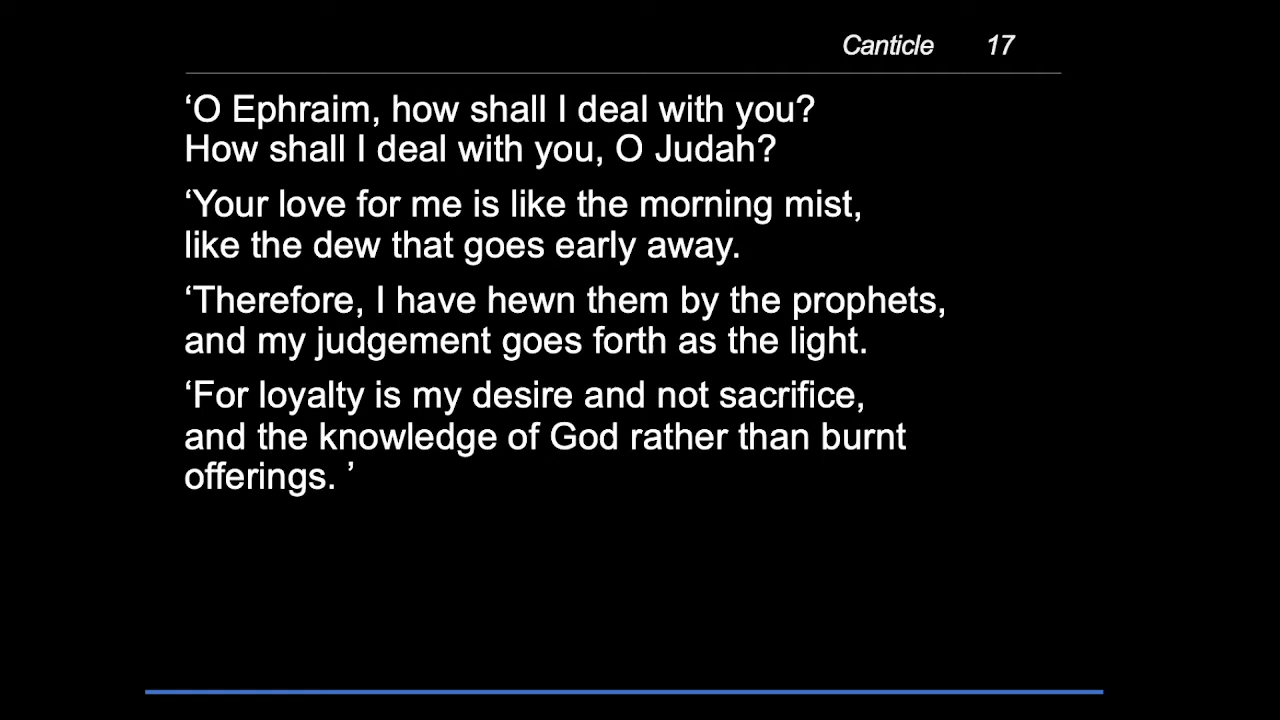 Canticle 17
‘O Ephraim, how shall I deal with you?
How shall I deal with you, O Judah?
‘Your love for me is like the morning mist,
like the dew that goes early away.
‘Therefore, I have hewn them by the prophets,
and my judgement goes forth as the light.
‘For loyalty is my desire and not sacrifice,
and the knowledge of God rather than burnt
offerings. ’